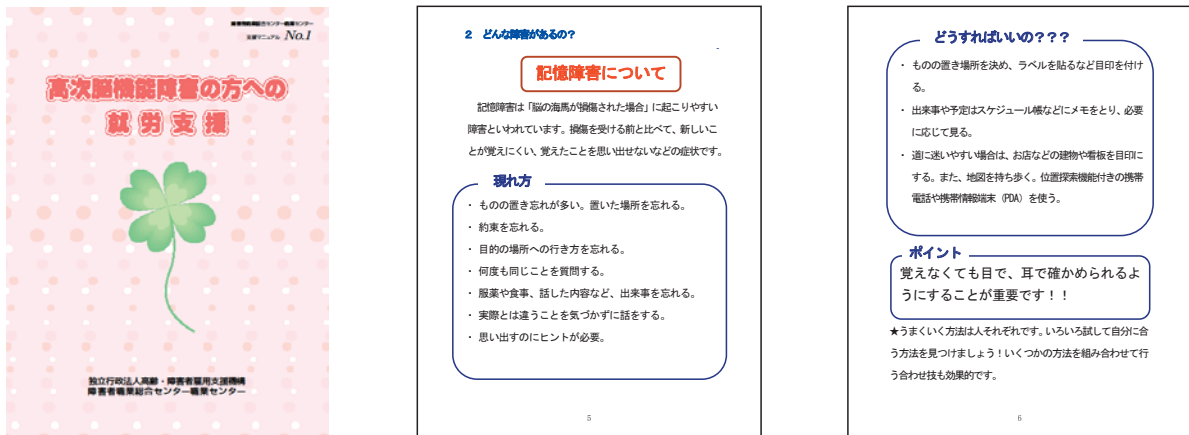 障害者職業総合センター職業センター
支援マニュアル No.1
高次脳機能障害の方への
就労支援
独立行政法人高齢・障害者雇用支援機構
障害者職業総合センター職業センター
2 どんな障害があるの？
記憶障害について
記憶障害は「脳の海馬が損傷された場合」に起こりやすい
障害といわれています。損傷を受ける前と比べて、新しいこ
とが覚えにくい、覚えたことを思い出せないなどの症状です。
現れ方
・ ものの置き忘れが多い。置いた場所を忘れる。
・ 約束を忘れる。
・ 目的の場所への行き方を忘れる。
・ 何度も同じことを質問する。
・ 服薬や食事、話した内容など、出来事を忘れる。
・ 実際とは違うことを気づかずに話をする。
・ 思い出すのにヒントが必要。
5
どうすればいいの？？？
・ ものの置き場所を決め、ラベルを貼るなど目印を付け
る。
・ 出来事や予定はスケジュール帳などにメモをとり、必要
に応じて見る。
・ 道に迷いやすい場合は、お店などの建物や看板を目印に
する。また、地図を持ち歩く。位置探索機能付きの携帯
電話や携帯情報端末（PDA）を使う。
ポイント
覚えなくても目で、耳で確かめられるよ
うにすることが重要です！！
★うまくいく方法は人それぞれです。いろいろ試して自分に合
う方法を見つけましょう！いくつかの方法を組み合わせて行
う合わせ技も効果的です。
6